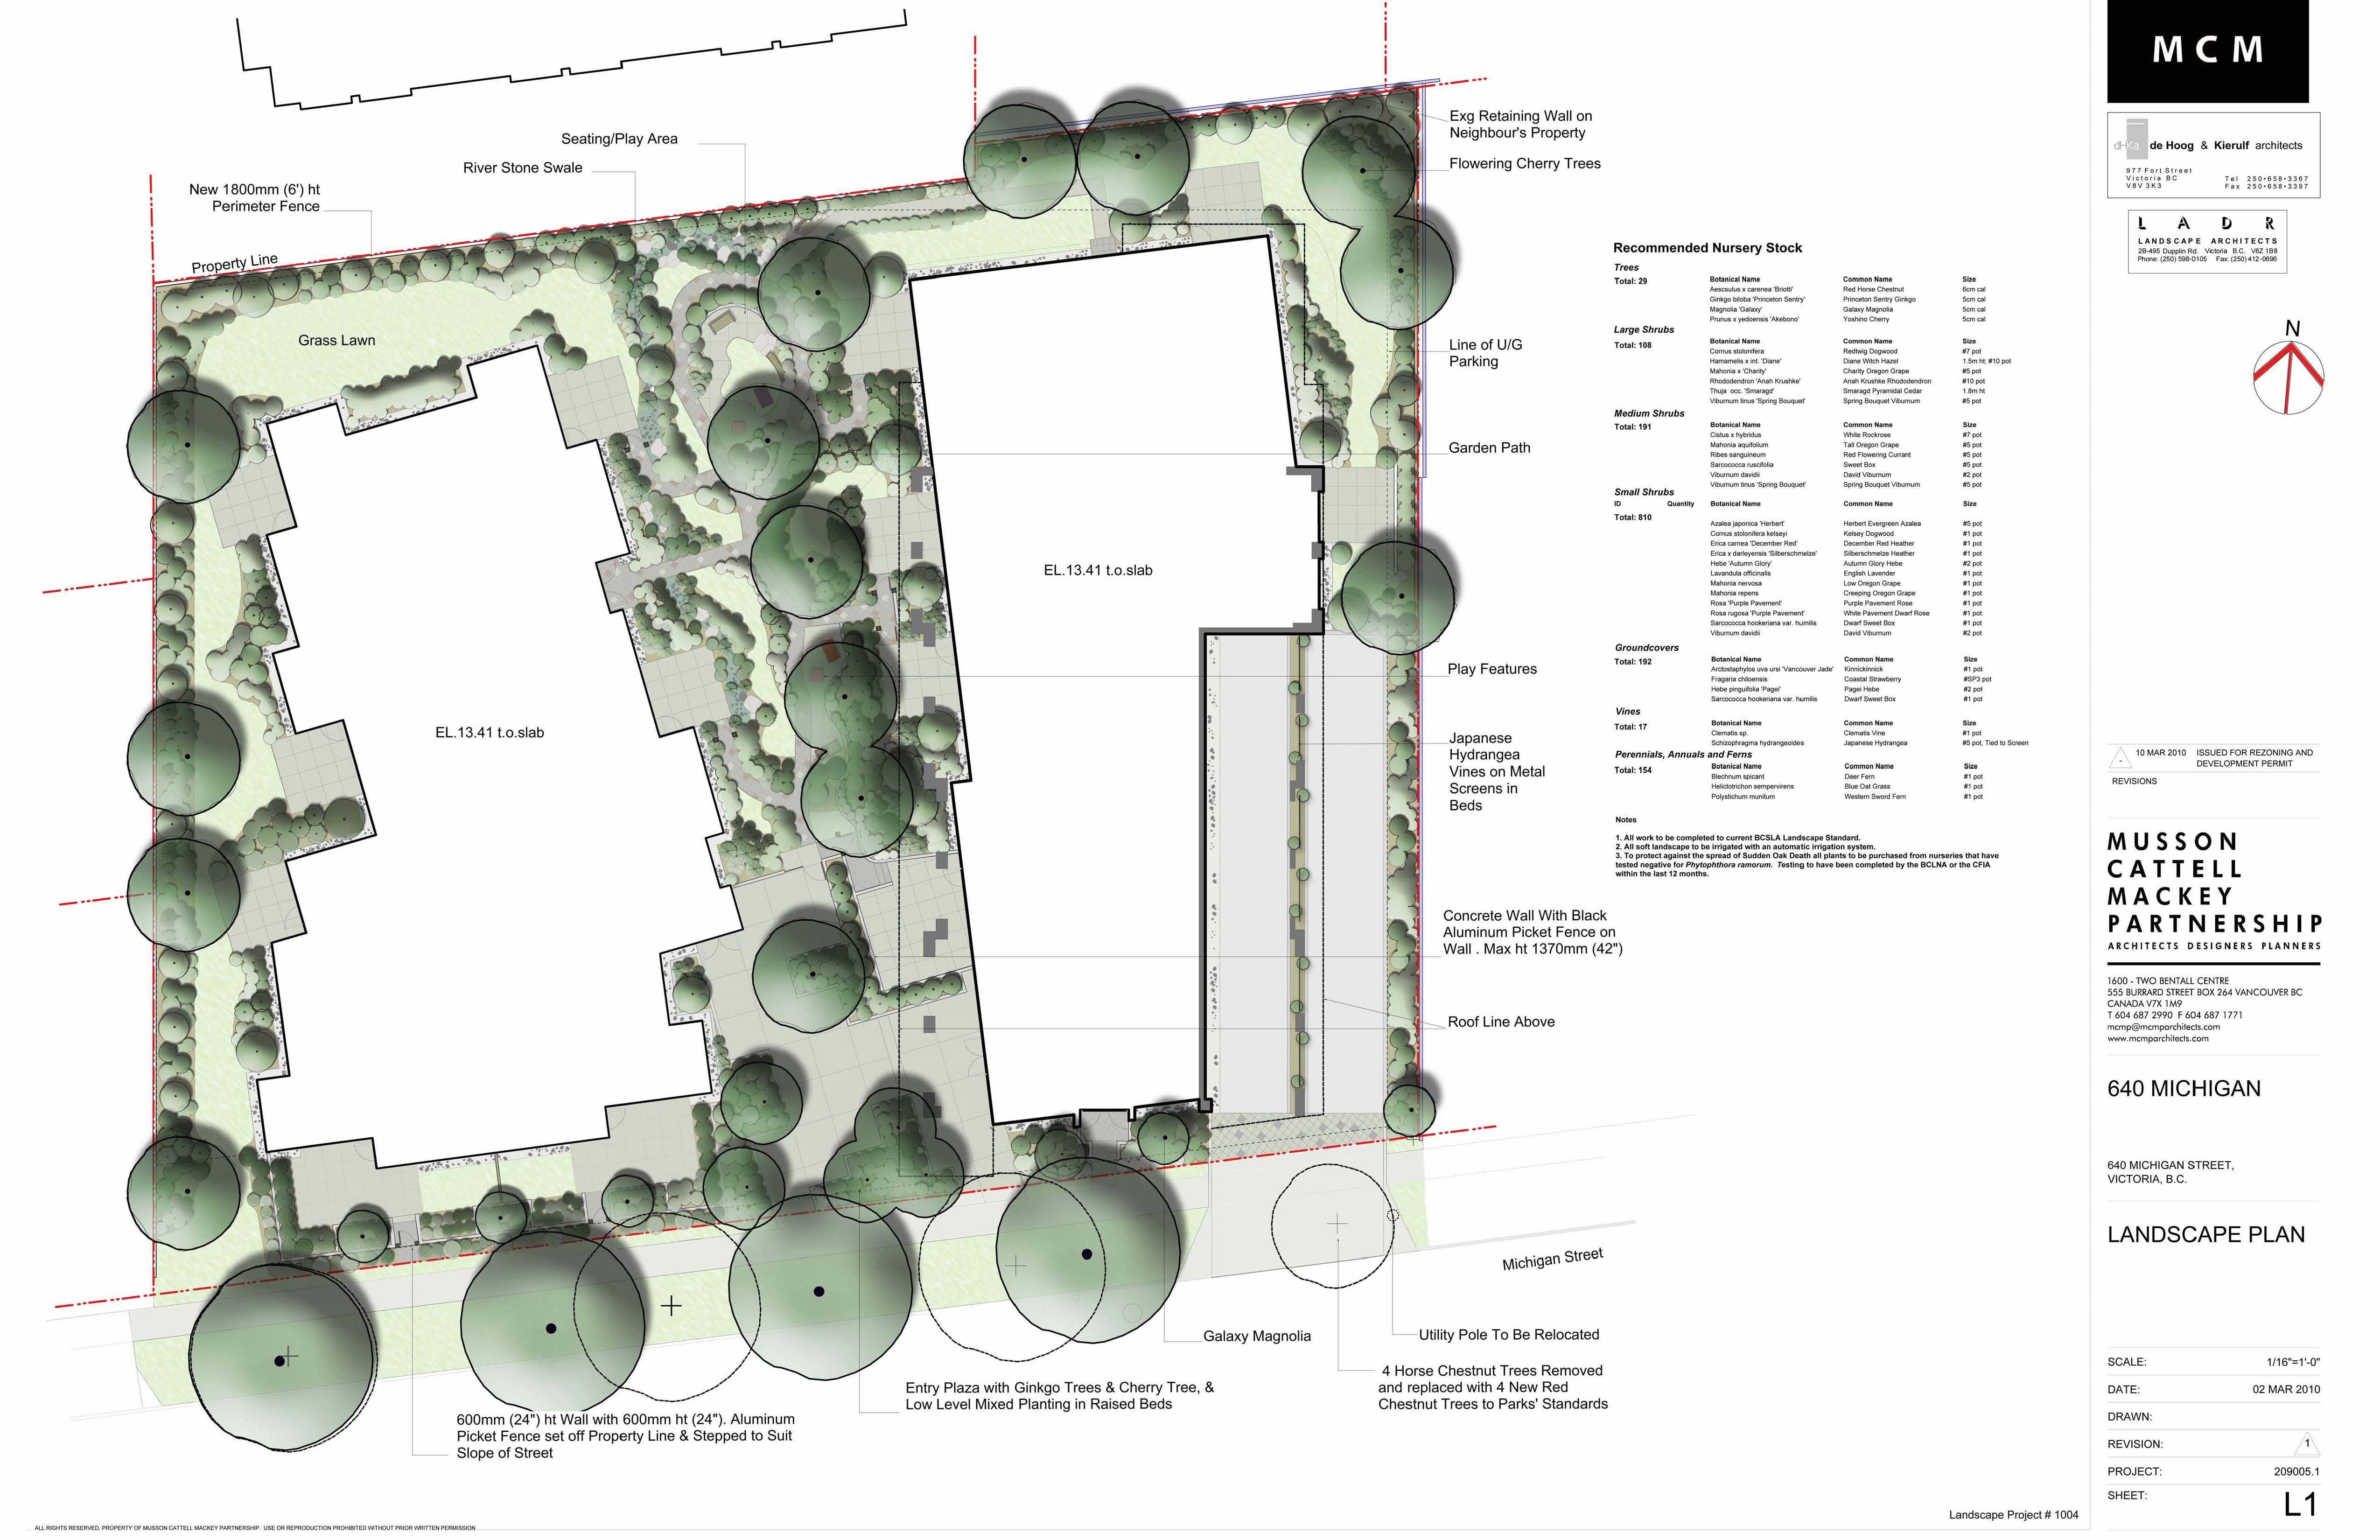 Seating/Play Area
River Stone Swale
New 1800mm (6') ht
Perimeter Fence
Property Line
Grass Lawn
EL.13.41 t.o.slab
EL.13.41 t.o.slab
Exg Retaining Wall on
Neighbour's Property
Flowering Cherry Trees
Line of U/G
Parking
Garden Path
Play Features
Japanese
Hydrangea
Vines on Metal
Screens in
Beds
Concrete Wall With Black
Aluminum Picket Fence on
Wall . Max ht 1370mm (42")
Roof Line Above
Michigan Street
Galaxy Magnolia
Utility Pole To Be Relocated
4 Horse Chestnut Trees Removed
and replaced with 4 New Red
Chestnut Trees to Parks' Standards
Entry Plaza with Ginkgo Trees & Cherry Tree, &
Low Level Mixed Planting in Raised Beds
600mm (24") ht Wall with 600mm ht (24"). Aluminum
Picket Fence set off Property Line & Stepped to Suit
Slope of Street
Recommended Nursery Stock
Trees
Total: 29 Botanical Name Common Name Size
Aescsulus x carenea 'Briotti' Red Horse Chestnut 6cm cal
Ginkgo biloba 'Princeton Sentry' Princeton Sentry Ginkgo 5cm cal
Magnolia 'Galaxy' Galaxy Magnolia 5cm cal
Prunus x yedoensis 'Akebono' Yoshino Cherry 5cm cal
Large Shrubs
Total: 108 Botanical Name Common Name Size
Cornus stolonifera Redtwig Dogwood #7 pot
Hamamelis x int. 'Diane' Diane Witch Hazel 1.5m ht; #10 pot
Mahonia x 'Charity' Charity Oregon Grape #5 pot
Rhododendron 'Anah Krushke' Anah Krushke Rhododendron #10 pot
Thuja occ. 'Smaragd' Smaragd Pyramidal Cedar 1.8m ht
Viburnum tinus 'Spring Bouquet' Spring Bouquet Viburnum #5 pot
Medium Shrubs
Total: 191 Botanical Name Common Name Size
Cistus x hybridus White Rockrose #7 pot
Mahonia aquifolium Tall Oregon Grape #5 pot
Ribes sanguineum Red Flowering Currant #5 pot
Sarcococca ruscifolia Sweet Box #5 pot
Viburnum davidii David Viburnum #2 pot
Viburnum tinus 'Spring Bouquet' Spring Bouquet Viburnum #5 pot
Small Shrubs
ID Quantity Botanical Name Common Name Size
Total: 810
Azalea japonica 'Herbert' Herbert Evergreen Azalea #5 pot
Cornus stolonifera kelseyi Kelsey Dogwood #1 pot
Erica carnea 'December Red' December Red Heather #1 pot
Erica x darleyensis 'Silberschmelze' Silberschmelze Heather #1 pot
Hebe 'Autumn Glory' Autumn Glory Hebe #2 pot
Lavandula officinalis English Lavender #1 pot
Mahonia nervosa Low Oregon Grape #1 pot
Mahonia repens Creeping Oregon Grape #1 pot
Rosa 'Purple Pavement' Purple Pavement Rose #1 pot
Rosa rugosa 'Purple Pavement' White Pavement Dwarf Rose #1 pot
Sarcococca hookeriana var. humilis Dwarf Sweet Box #1 pot
Viburnum davidii David Viburnum #2 pot
Groundcovers
Total: 192 Botanical Name Common Name Size
Arctostaphylos uva ursi 'Vancouver Jade' Kinnickinnick #1 pot
Fragaria chiloensis Coastal Strawberry #SP3 pot
Hebe pinguifolia 'Pagei' Pagei Hebe #2 pot
Sarcococca hookeriana var. humilis Dwarf Sweet Box #1 pot
Vines
Total: 17 Botanical Name Common Name Size
Clematis sp. Clematis Vine #1 pot
Schizophragma hydrangeoides Japanese Hydrangea #5 pot, Tied to Screen
Perennials, Annuals and Ferns
Total: 154 Botanical Name Common Name Size
Blechnum spicant Deer Fern #1 pot
Helictotrichon sempervirens Blue Oat Grass #1 pot
Polystichum munitum Western Sword Fern #1 pot
Notes
1. All work to be completed to current BCSLA Landscape Standard.
2. All soft landscape to be irrigated with an automatic irrigation system.
3. To protect against the spread of Sudden Oak Death all plants to be purchased from nurseries that have
tested negative for Phytophthora ramorum. Testing to have been completed by the BCLNA or the CFIA
within the last 12 months.
MCM
dHKa de Hoog & Kierulf architects
977 Fort Street
Victoria BC Tel 250•658•3367
V8V 3K3 Fax 250•658•3397
LADR
LANDSCAPE ARCHITECTS
2B-495 Dupplin Rd. Victoria B.C. V8Z 1B8
Phone: (250) 598-0105 Fax: (250) 412-0696
N
- 10 MAR 2010 ISSUED FOR REZONING AND
DEVELOPMENT PERMIT
REVISIONS
MUSSON
CATTELL
MACKEY
PARTNERSHIP
ARCHITECTS DESIGNERS PLANNERS
1600 - TWO BENTALL CENTRE
555 BURRARD STREET BOX 264 VANCOUVER BC
CANADA V7X 1M9
T 604 687 2990 F 604 687 1771
mcmp@mcmparchitects.com
www.mcmparchitects.com
640 MICHIGAN
640 MICHIGAN STREET,
VICTORIA, B.C.
LANDSCAPE PLAN
SCALE: 1/16"=1'-0"
DATE: 02 MAR 2010
DRAWN:
REVISION: 1
PROJECT: 209005.1
SHEET: L1
Landscape Project # 1004
ALL RIGHTS RESERVED, PROPERTY OF MUSSON CATTELL MACKEY PARTNERSHIP. USE OR REPRODUCTION PROHIBITED WITHOUT PRIOR WRITTEN PERMISSION